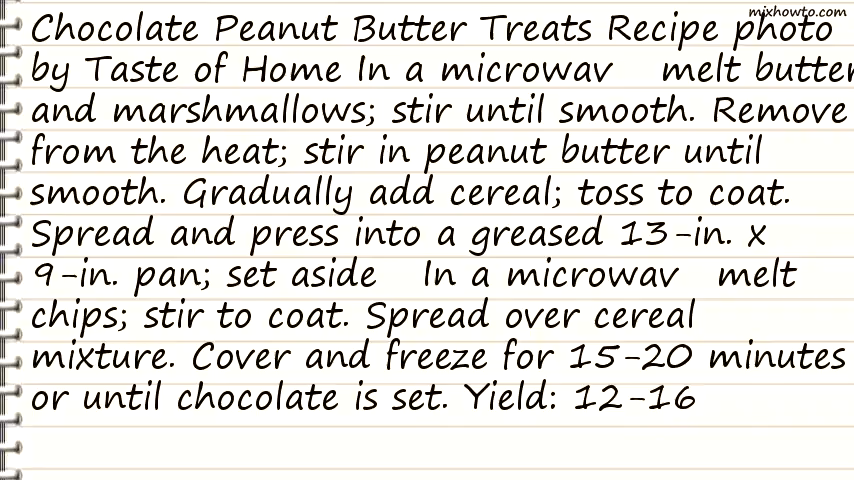 mixhowto.com
Chocolate Peanut Butter Treats Recipe photo
by Taste of Home In a microwav melt butter
and marshmallows; stir until smooth. Remove
from the heat; stir in peanut butter until
smooth. Gradually add cereal; toss to coat.
Spread and press into a greased 13-in. x
9-in. pan; set aside In a microwav melt
chips; stir to coat. Spread over cereal
mixture. Cover and freeze for 15-20 minutes
or until chocolate is set. Yield: 12-16